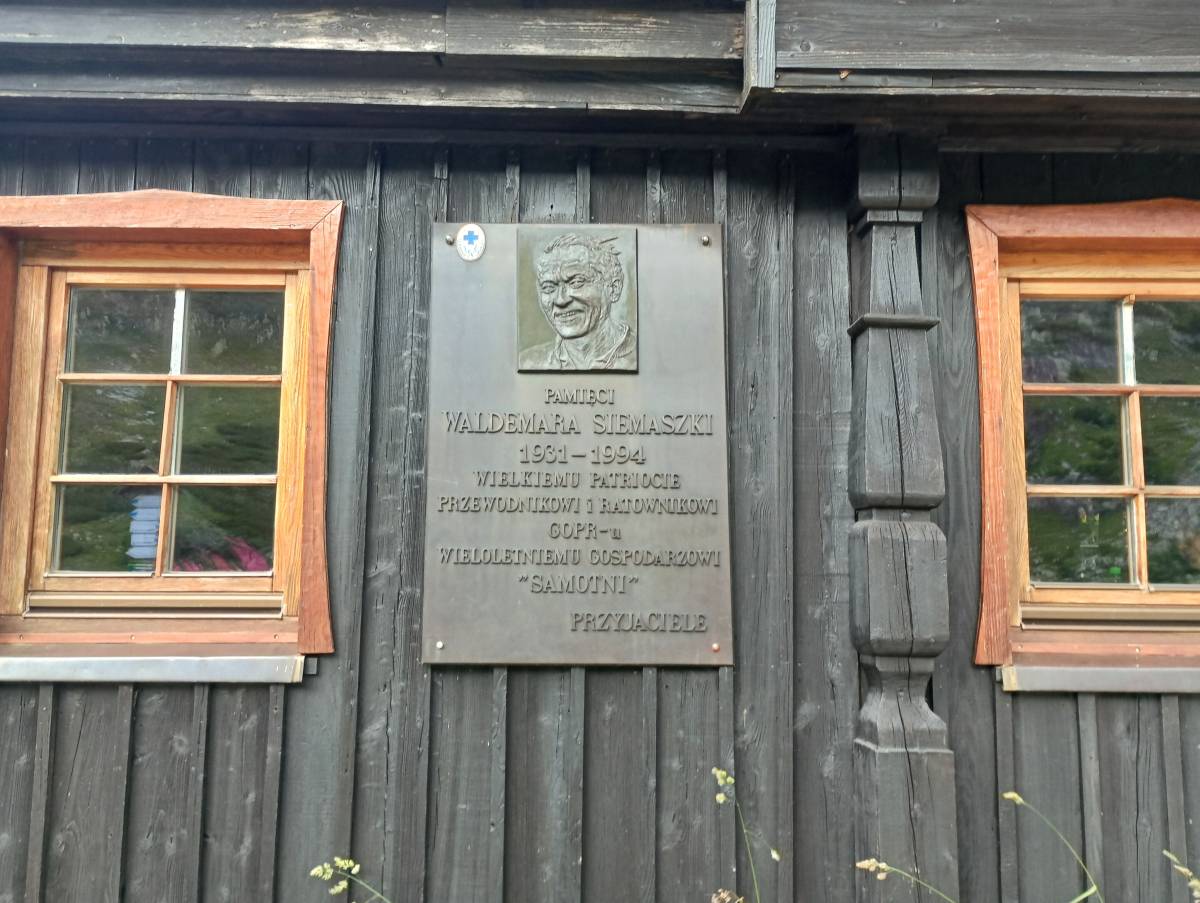 PAMIĘCI
WALDEMARA SIEMASZKI
1931-1994
WIELKIEMU PATRIOCIE
PRZEWODNIKOWI i RATOWNIKOWI
GOPR-u
WIELOLETNIEMU GOSPODARZOWI
"SAMOTNI"
PRZYJACIELE